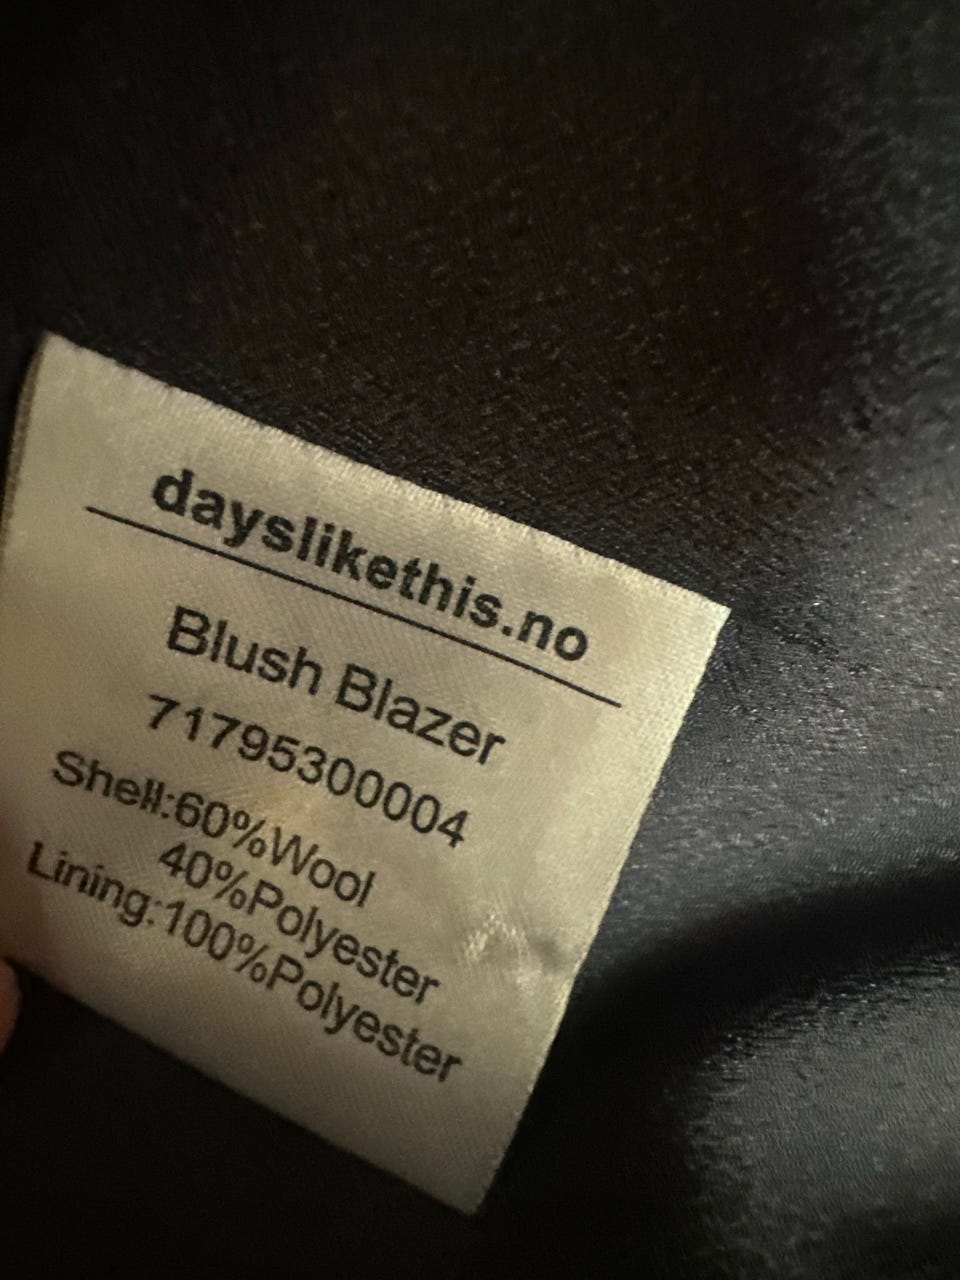 dayslikethis.no
Blush Blazer
71795300004
Shell:60%Wool
40%Polyester
Lining:100%Polyester